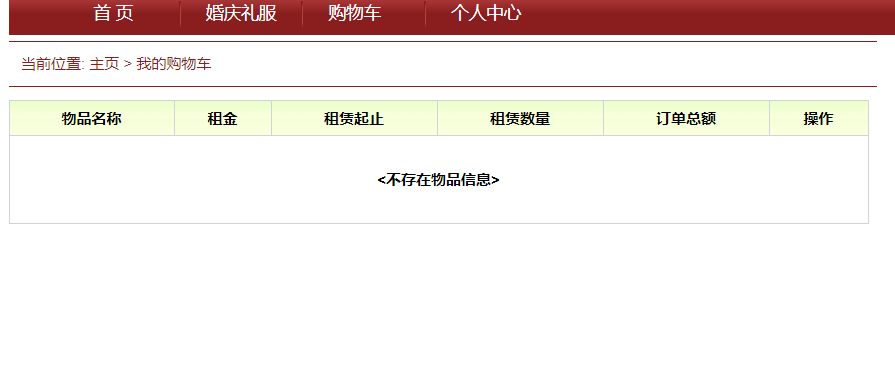 首 页 婚庆礼服 购物车 个人中心
当前位置: 主页 > 我的购物车
物品名称 租金 租赁起止 租赁数量 订单总额 操作
<不存在物品信息>